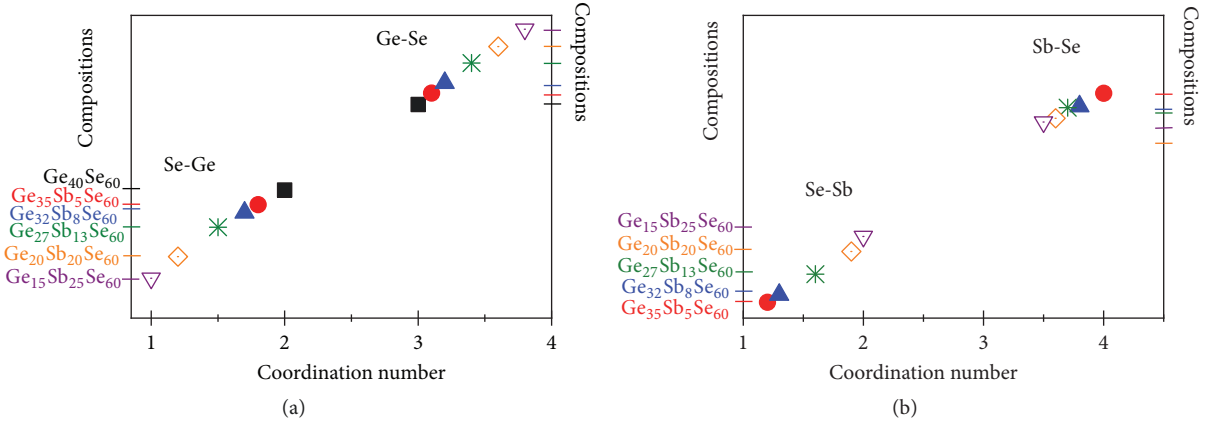 Compositions
Compositions
Ge-Se
Se-Ge
Ge40Se60
Ge35Sb5Se60
Ge32Sb8Se60
Ge27Sb13Se60
Ge20Sb20Se60
Ge15Sb25Se60
1 2 3 4
Coordination number
(a)
Compositions
Compositions
Sb-Se
Se-Sb
Ge15Sb25Se60
Ge20Sb20Se60
Ge27Sb13Se60
Ge32Sb8Se60
Ge35Sb5Se60
1 2 3 4
Coordination number
(b)